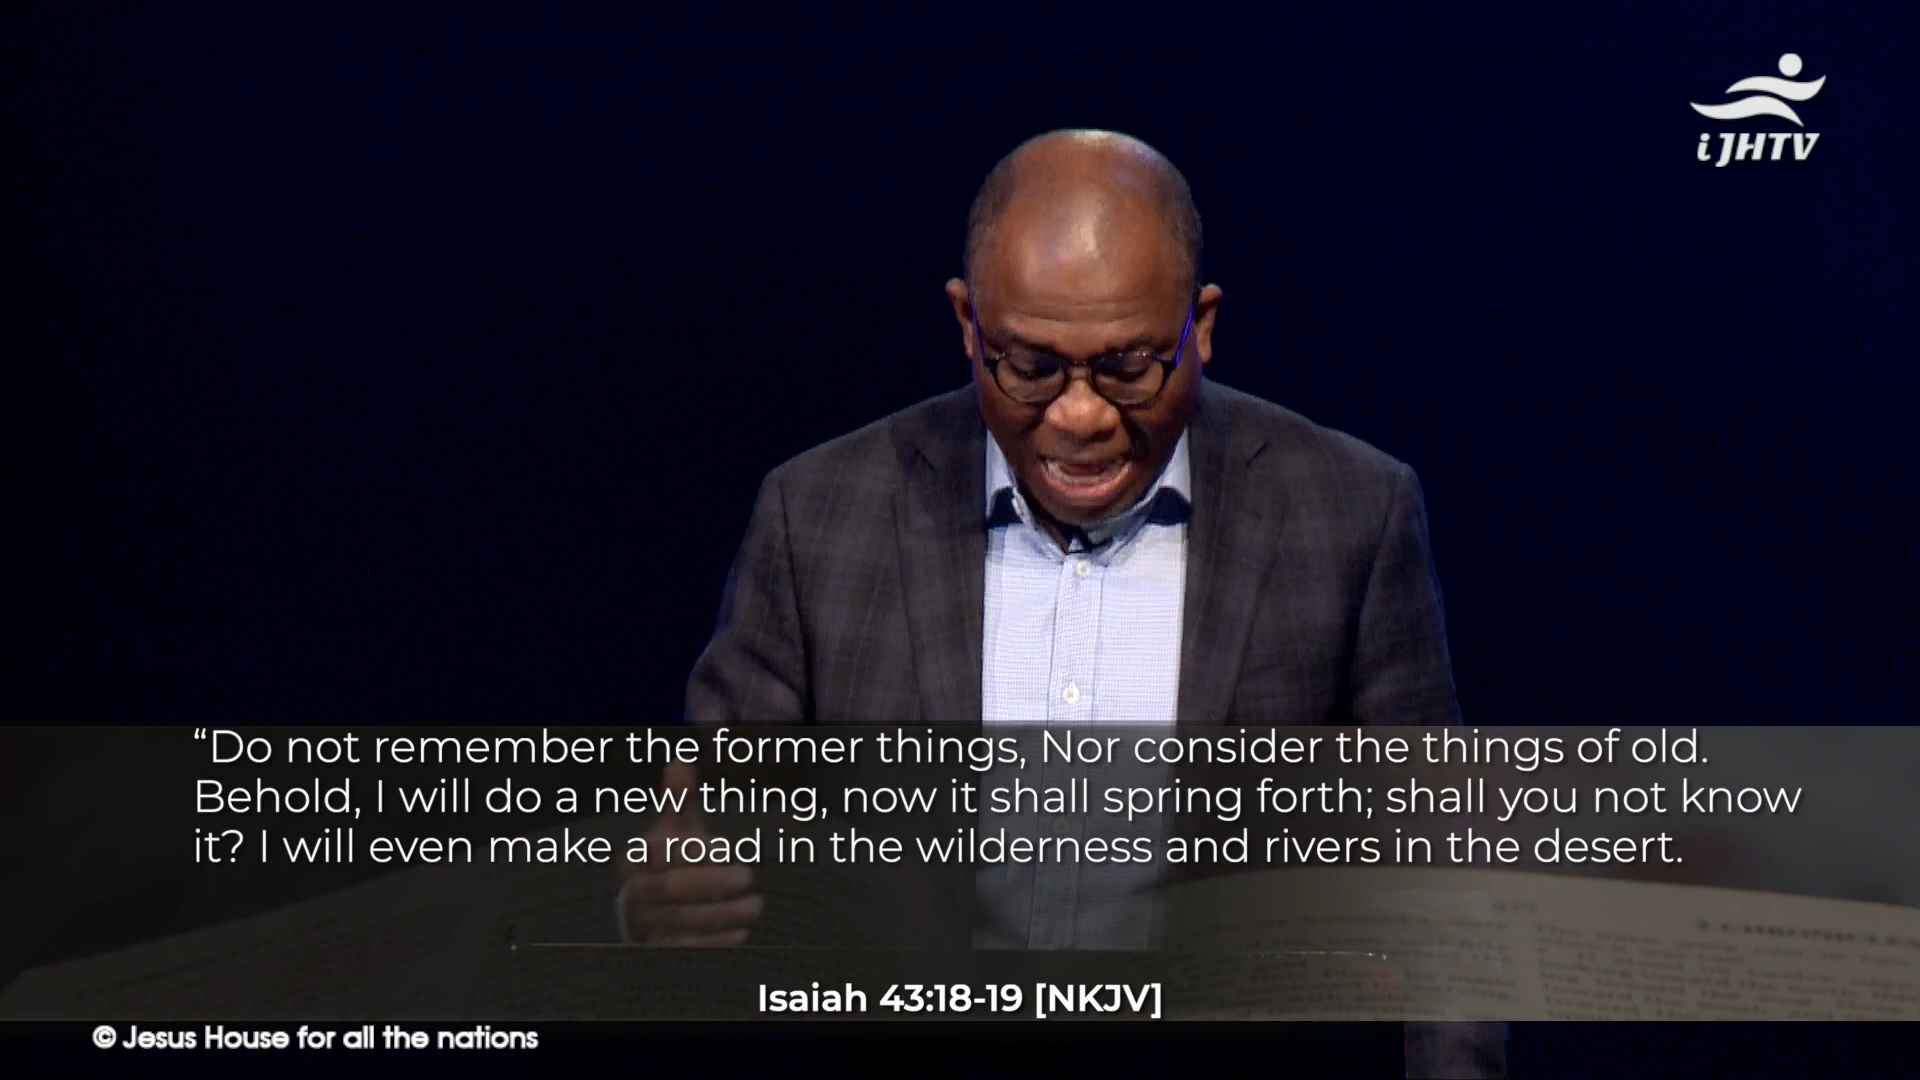 i JHTV
“Do not remember the former things, Nor consider the things of old.
Behold, I will do a new thing, now it shall spring forth; shall you not know
it? I will even make a road in the wilderness and rivers in the desert.
Isaiah 43:18-19 [NKJV]
© Jesus House for all the nations